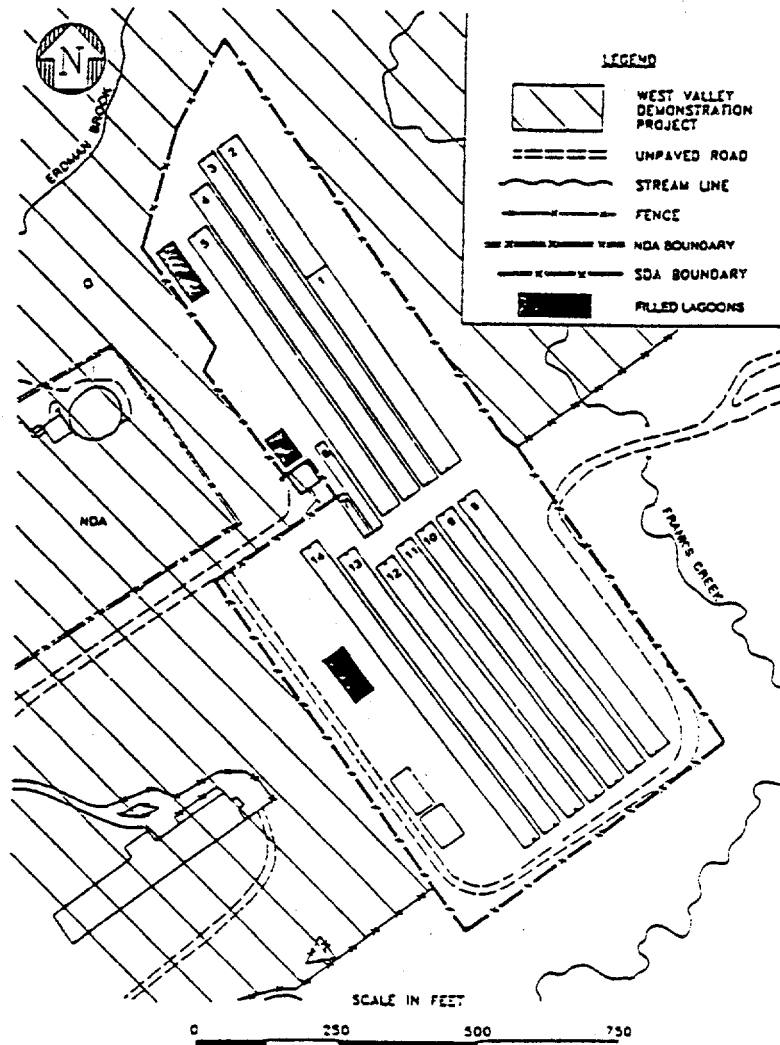 N
ERDMAN BROOK
LEGEND
WEST VALLEY
DEMONSTRATION
PROJECT
UNPAVED ROAD
STREAM LINE
FENCE
NDA BOUNDARY
SDA BOUNDARY
FILLED LAGOONS
2
3
4
5
1
NDA
FRANKS CREEK
14
13
12
11
10
9
SCALE IN FEET
0 250 500 750